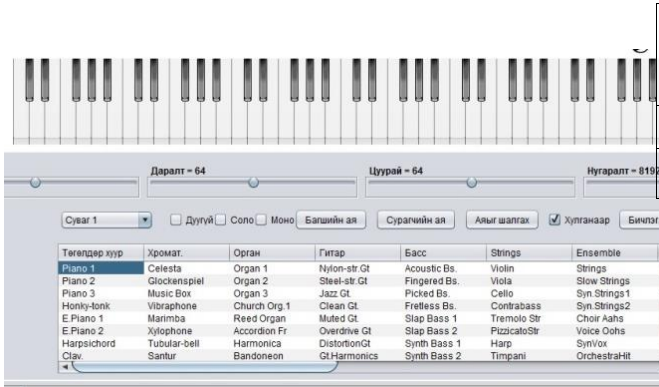 Даралт = 64 Цуурай = 64 Нугаралт = 8192
Суваг 1 Дуугүй Соло Моно Багшийн ая Сурагчийн ая Аяыг шалгах Хулганаар Бичлэг
Төгөлдөр хуур Хромат. Орган Гитар Басс Strings Ensemble
Piano 1 Celesta Organ 1 Nylon-str.Gt Acoustic Bs. Violin Strings
Piano 2 Glockenspiel Organ 2 Steel-str.Gt Fingered Bs. Viola Slow Strings
Piano 3 Music Box Organ 3 Jazz Gt. Picked Bs. Cello Syn.Strings1
Honky-tonk Vibraphone Church Org.1 Clean Gt. Fretless Bs. Contrabass Syn.Strings2
E.Piano 1 Marimba Reed Organ Muted Gt. Slap Bass 1 Tremolo Str Choir Aahs
E.Piano 2 Xylophone Accordion Fr Overdrive Gt Slap Bass 2 PizzicatoStr Voice Oohs
Harpsichord Tubular-bell Harmonica DistortionGt Synth Bass 1 Harp SynVox
Clav. Santur Bandoneon Gt.Harmonics Synth Bass 2 Timpani OrchestraHit